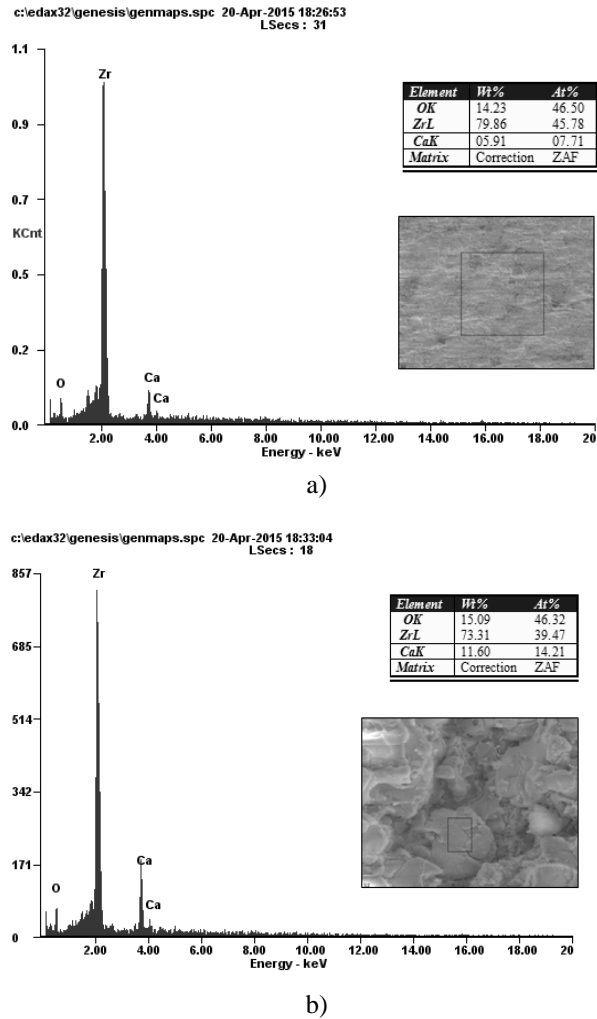 c:\edax32\genesis\genmaps.spc 20-Apr-2015 18:26:53
LSecs : 31
1.1
Zr
Element Wt% At%
OK 14.23 46.50
ZrL 79.86 45.78
CaK 05.91 07.71
Matrix Correction ZAF
0.9
0.7
KCnt
0.5
0.2
O
Ca
Ca
0.0
2.00 4.00 6.00 8.00 10.00 12.00 14.00 16.00 18.00 20
Energy - keV
a)
c:\edax32\genesis\genmaps.spc 20-Apr-2015 18:33:04
LSecs : 18
857
Zr
Element Wt% At%
OK 15.09 46.32
ZrL 73.31 39.47
CaK 11.60 14.21
Matrix Correction ZAF
685
514
342
171
Ca
O
Ca
0
2.00 4.00 6.00 8.00 10.00 12.00 14.00 16.00 18.00 20
Energy - keV
b)